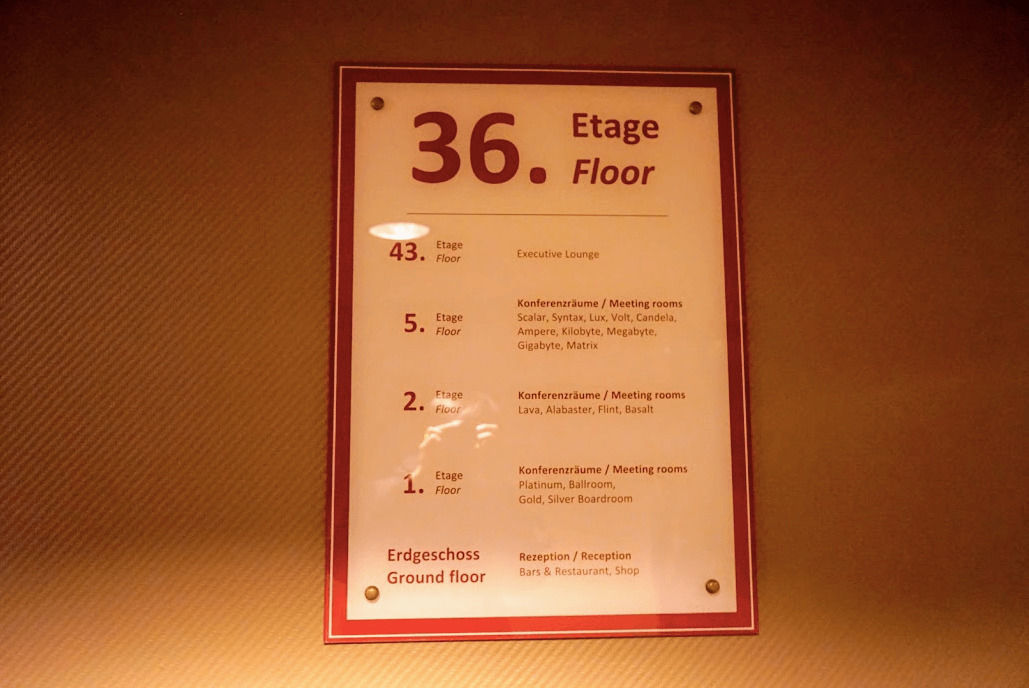 36. Etage
Floor
43. Etage
Floor
Executive Lounge
5. Etage
Floor
Konferenzräume / Meeting rooms
Scalar, Syntax, Lux, Volt, Candela,
Ampere, Kilobyte, Megabyte,
Gigabyte, Matrix
2. Etage
Floor
Konferenzräume / Meeting rooms
Lava, Alabaster, Flint, Basalt
1. Etage
Floor
Konferenzräume / Meeting rooms
Platinum, Ballroom,
Gold, Silver Boardroom
Erdgeschoss
Ground floor
Rezeption / Reception
Bars & Restaurant, Shop